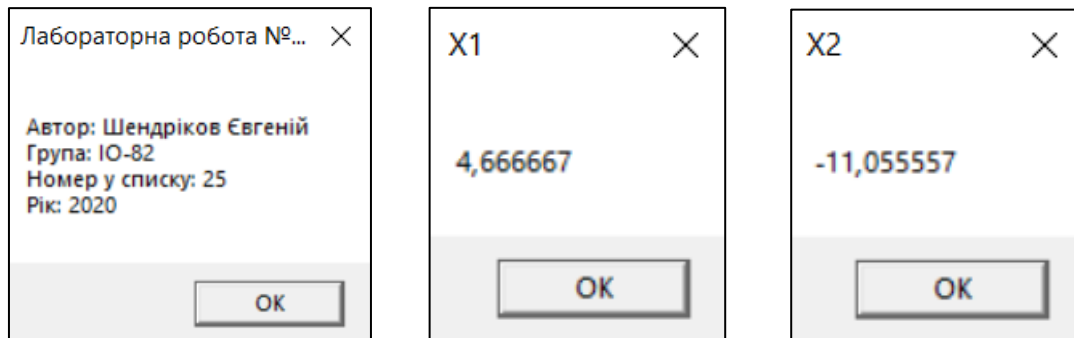 Лабораторна робота №...
Автор: Шендріков Євгеній
Група: ІО-82
Номер у списку: 25
Рік: 2020
OK
X1
4,666667
OK
X2
-11,055557
OK